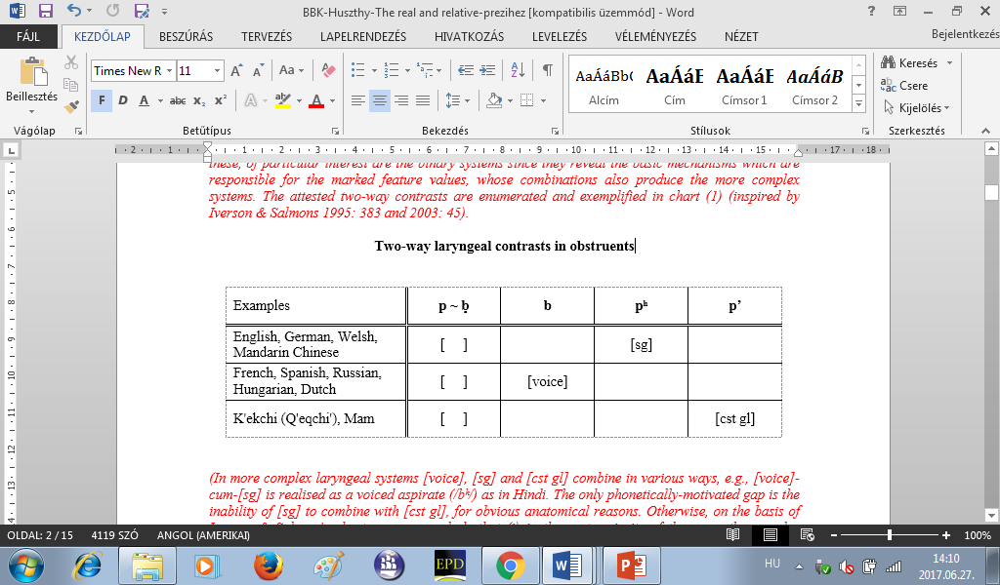 BBK-Huszthy-The real and relative-prezihez [kompatibilis üzemmód] - Word
FÁJL KEZDŐLAP BESZÚRÁS TERVEZÉS LAPELRENDEZÉS HIVATKOZÁS LEVELEZÉS VÉLEMÉNYEZÉS NÉZET Bejelentkezés
Beillesztés
Times New R 11
F D A abc x₂ x²
AaÁáBb( AaÁáE AaÁáE AaÁáB
Alcím Cím Címsor 1 Címsor 2
Keresés
Csere
Kijelölés
Vágólap Betűtípus Bekezdés Stílusok Szerkesztés
2 1 1 2 3 4 5 6 7 8 9 10 11 12 13 14 15 17 18
these, of particular interest are the binary systems since they reveal the basic mechanisms which are
responsible for the marked feature values, whose combinations also produce the more complex
systems. The attested two-way contrasts are enumerated and exemplified in chart (1) (inspired by
Iverson & Salmons 1995: 383 and 2003: 45).
Two-way laryngeal contrasts in obstruents
Examples p ~ b̥ b pʰ p’
English, German, Welsh,
Mandarin Chinese [ ] [sg]
French, Spanish, Russian,
Hungarian, Dutch [ ] [voice]
K'ekchi (Q'eqchi'), Mam [ ] [cst gl]
(In more complex laryngeal systems [voice], [sg] and [cst gl] combine in various ways, e.g., [voice]-
cum-[sg] is realised as a voiced aspirate (/bʰ/) as in Hindi. The only phonetically-motivated gap is the
inability of [sg] to combine with [cst gl], for obvious anatomical reasons. Otherwise, on the basis of
OLDAL: 2 / 15 4119 SZÓ ANGOL (AMERIKAI) 100%
EPD
HU
14:10
2017.06.27.